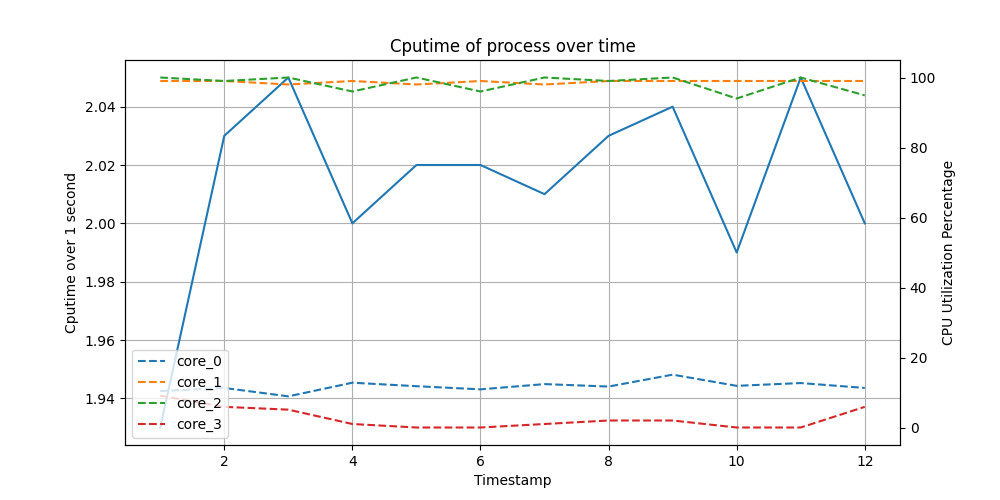 Cputime of process over time
Cputime over 1 second
2.04
2.02
2.00
1.98
1.96
1.94
100
80
60
40
20
0
CPU Utilization Percentage
core_0
core_1
core_2
core_3
2 4 6 8 10 12
Timestamp